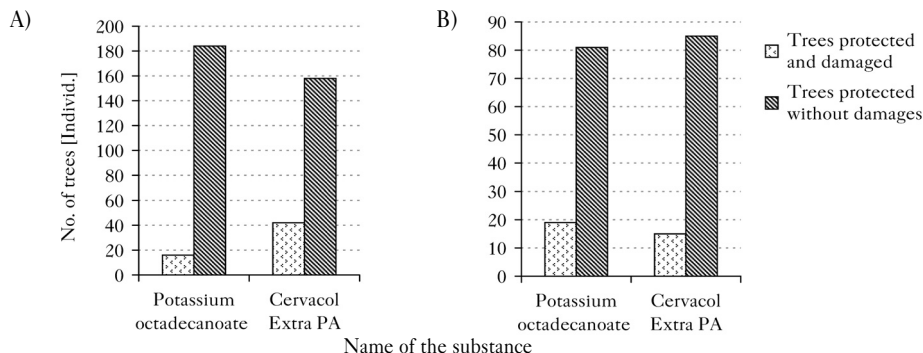 A)
No. of trees [Individ.]
200
180
160
140
120
100
80
60
40
20
0
Potassium
octadecanoate
Cervacol
Extra PA
B)
90
80
70
60
50
40
30
20
10
0
Potassium
octadecanoate
Cervacol
Extra PA
Trees protected
and damaged
Trees protected
without damages
Name of the substance